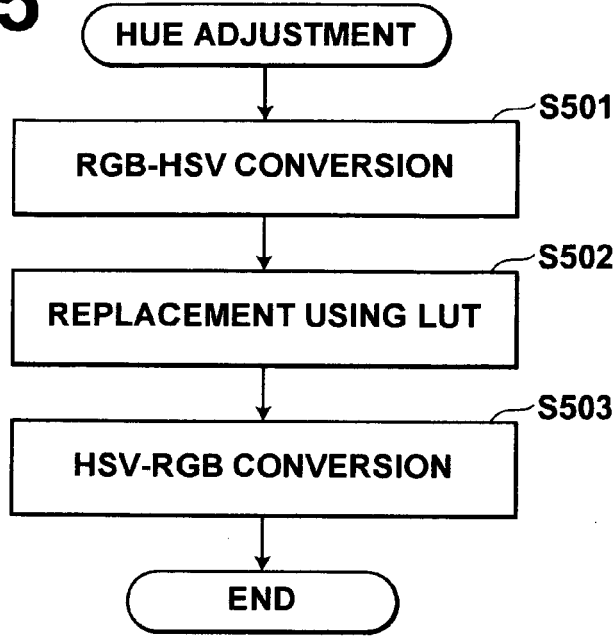 5
HUE ADJUSTMENT
S501
RGB-HSV CONVERSION
S502
REPLACEMENT USING LUT
S503
HSV-RGB CONVERSION
END